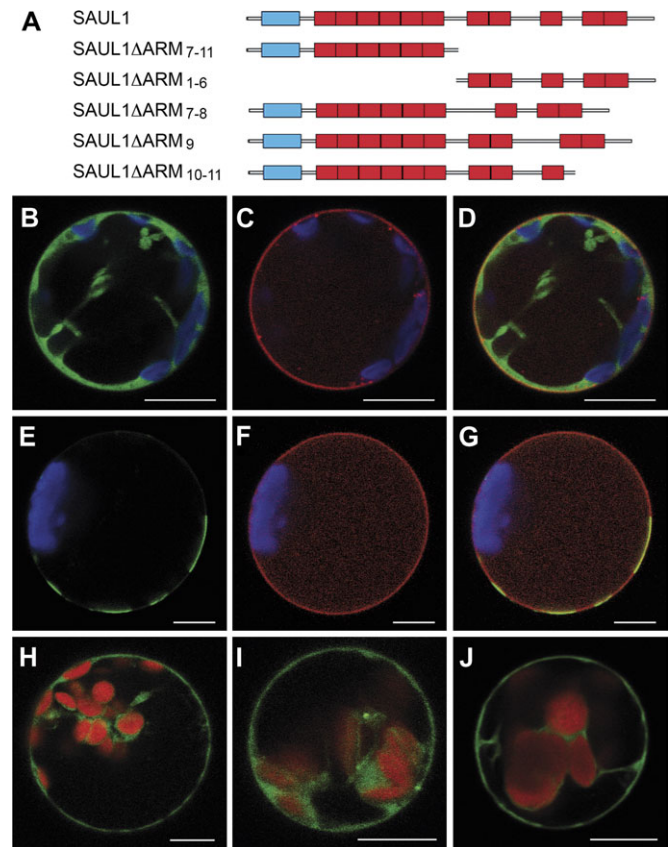 A
SAUL1
SAUL1ΔARM7-11
SAUL1ΔARM1-6
SAUL1ΔARM7-8
SAUL1ΔARM9
SAUL1ΔARM10-11
B C D
E F G
H I J